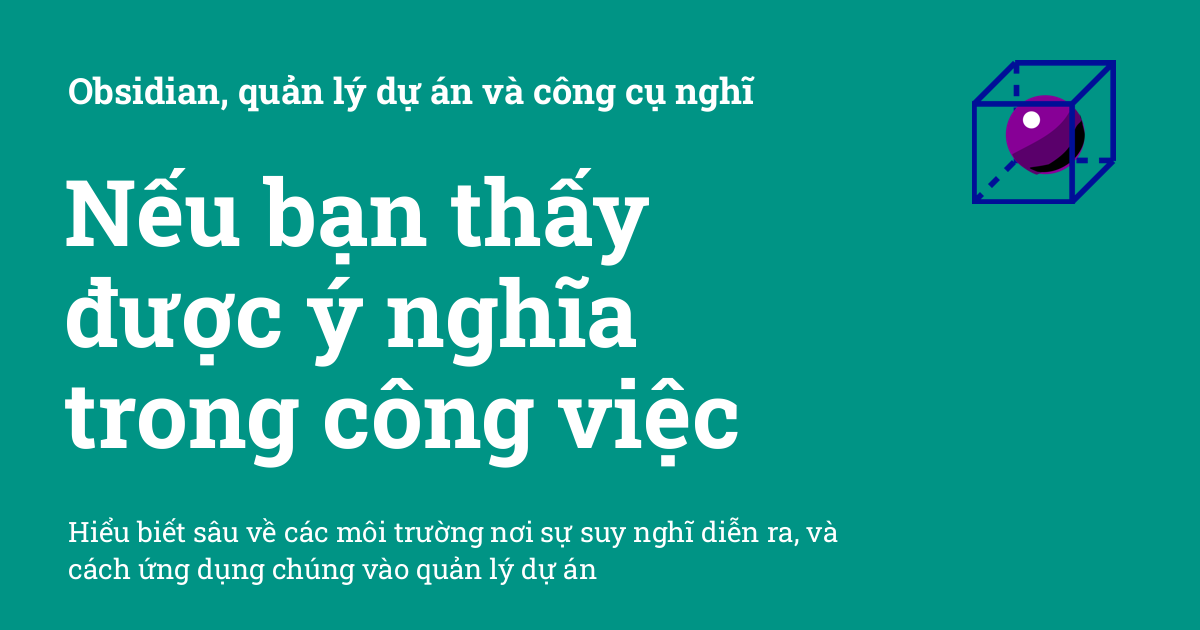 Obsidian, quản lý dự án và công cụ nghĩ
Nếu bạn thấy
được ý nghĩa
trong công việc
Hiểu biết sâu về các môi trường nơi sự suy nghĩ diễn ra, và
cách ứng dụng chúng vào quản lý dự án